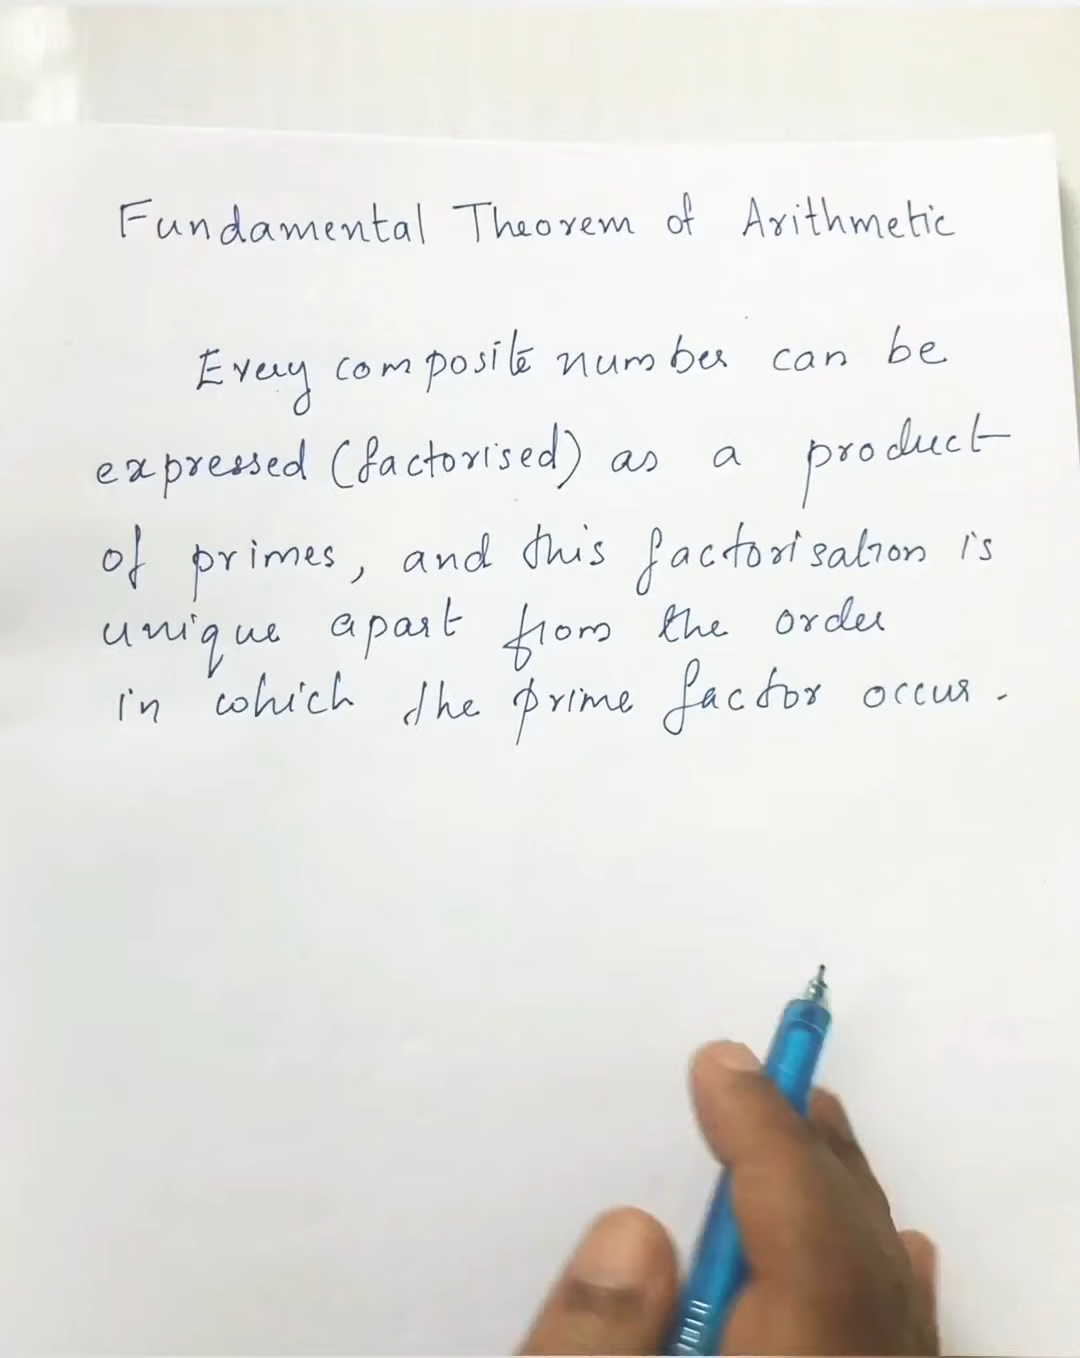 Fundamental Theorem of Arithmetic
Every composite number can be
expressed (factorised) as a product
of primes, and this factorisation is
unique apart from the order
in which the prime factor occur.